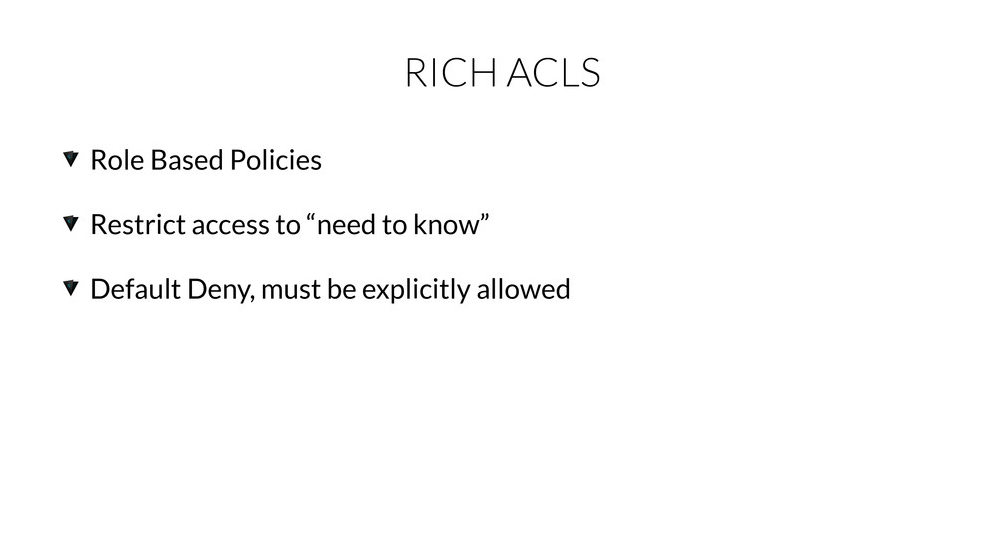 RICH ACLS
Role Based Policies
Restrict access to “need to know”
Default Deny, must be explicitly allowed